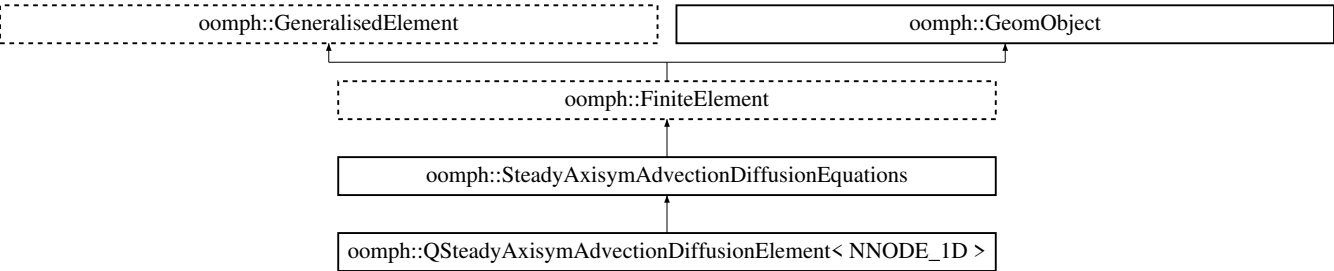 oomph::GeneralisedElement
oomph::GeomObject
oomph::FiniteElement
oomph::SteadyAxisymAdvectionDiffusionEquations
oomph::QSteadyAxisymAdvectionDiffusionElement< NNODE_1D >